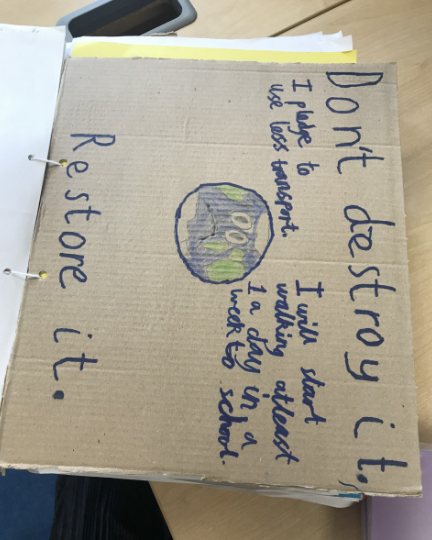 Don't destroy it,
I pledge to
use less transport.
I will start
walking atleast
1 a day in a
week to school.
Restore it.